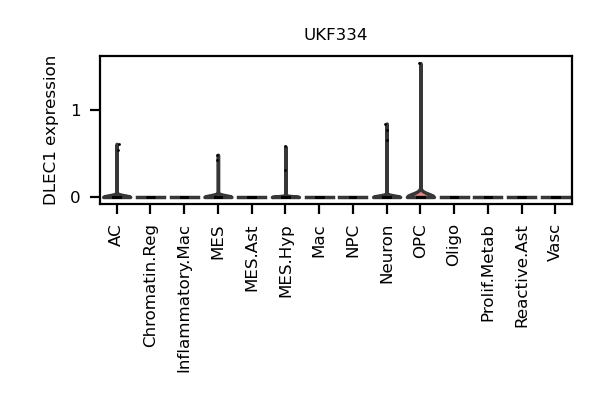 UKF334
DLEC1 expression
1
0
AC
Chromatin.Reg
Inflammatory.Mac
MES
MES.Ast
MES.Hyp
Mac
NPC
Neuron
OPC
Oligo
Prolif.Metab
Reactive.Ast
Vasc